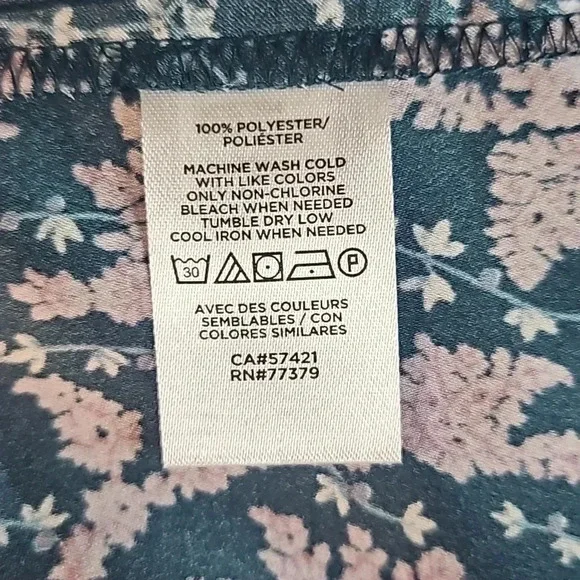 100% POLYESTER/
POLIÉSTER
MACHINE WASH COLD
WITH LIKE COLORS
ONLY NON-CHLORINE
BLEACH WHEN NEEDED
TUMBLE DRY LOW
COOL IRON WHEN NEEDED
30 P
AVEC DES COULEURS
SEMBLABLES / CON
COLORES SIMILARES
CA#57421
RN#77379